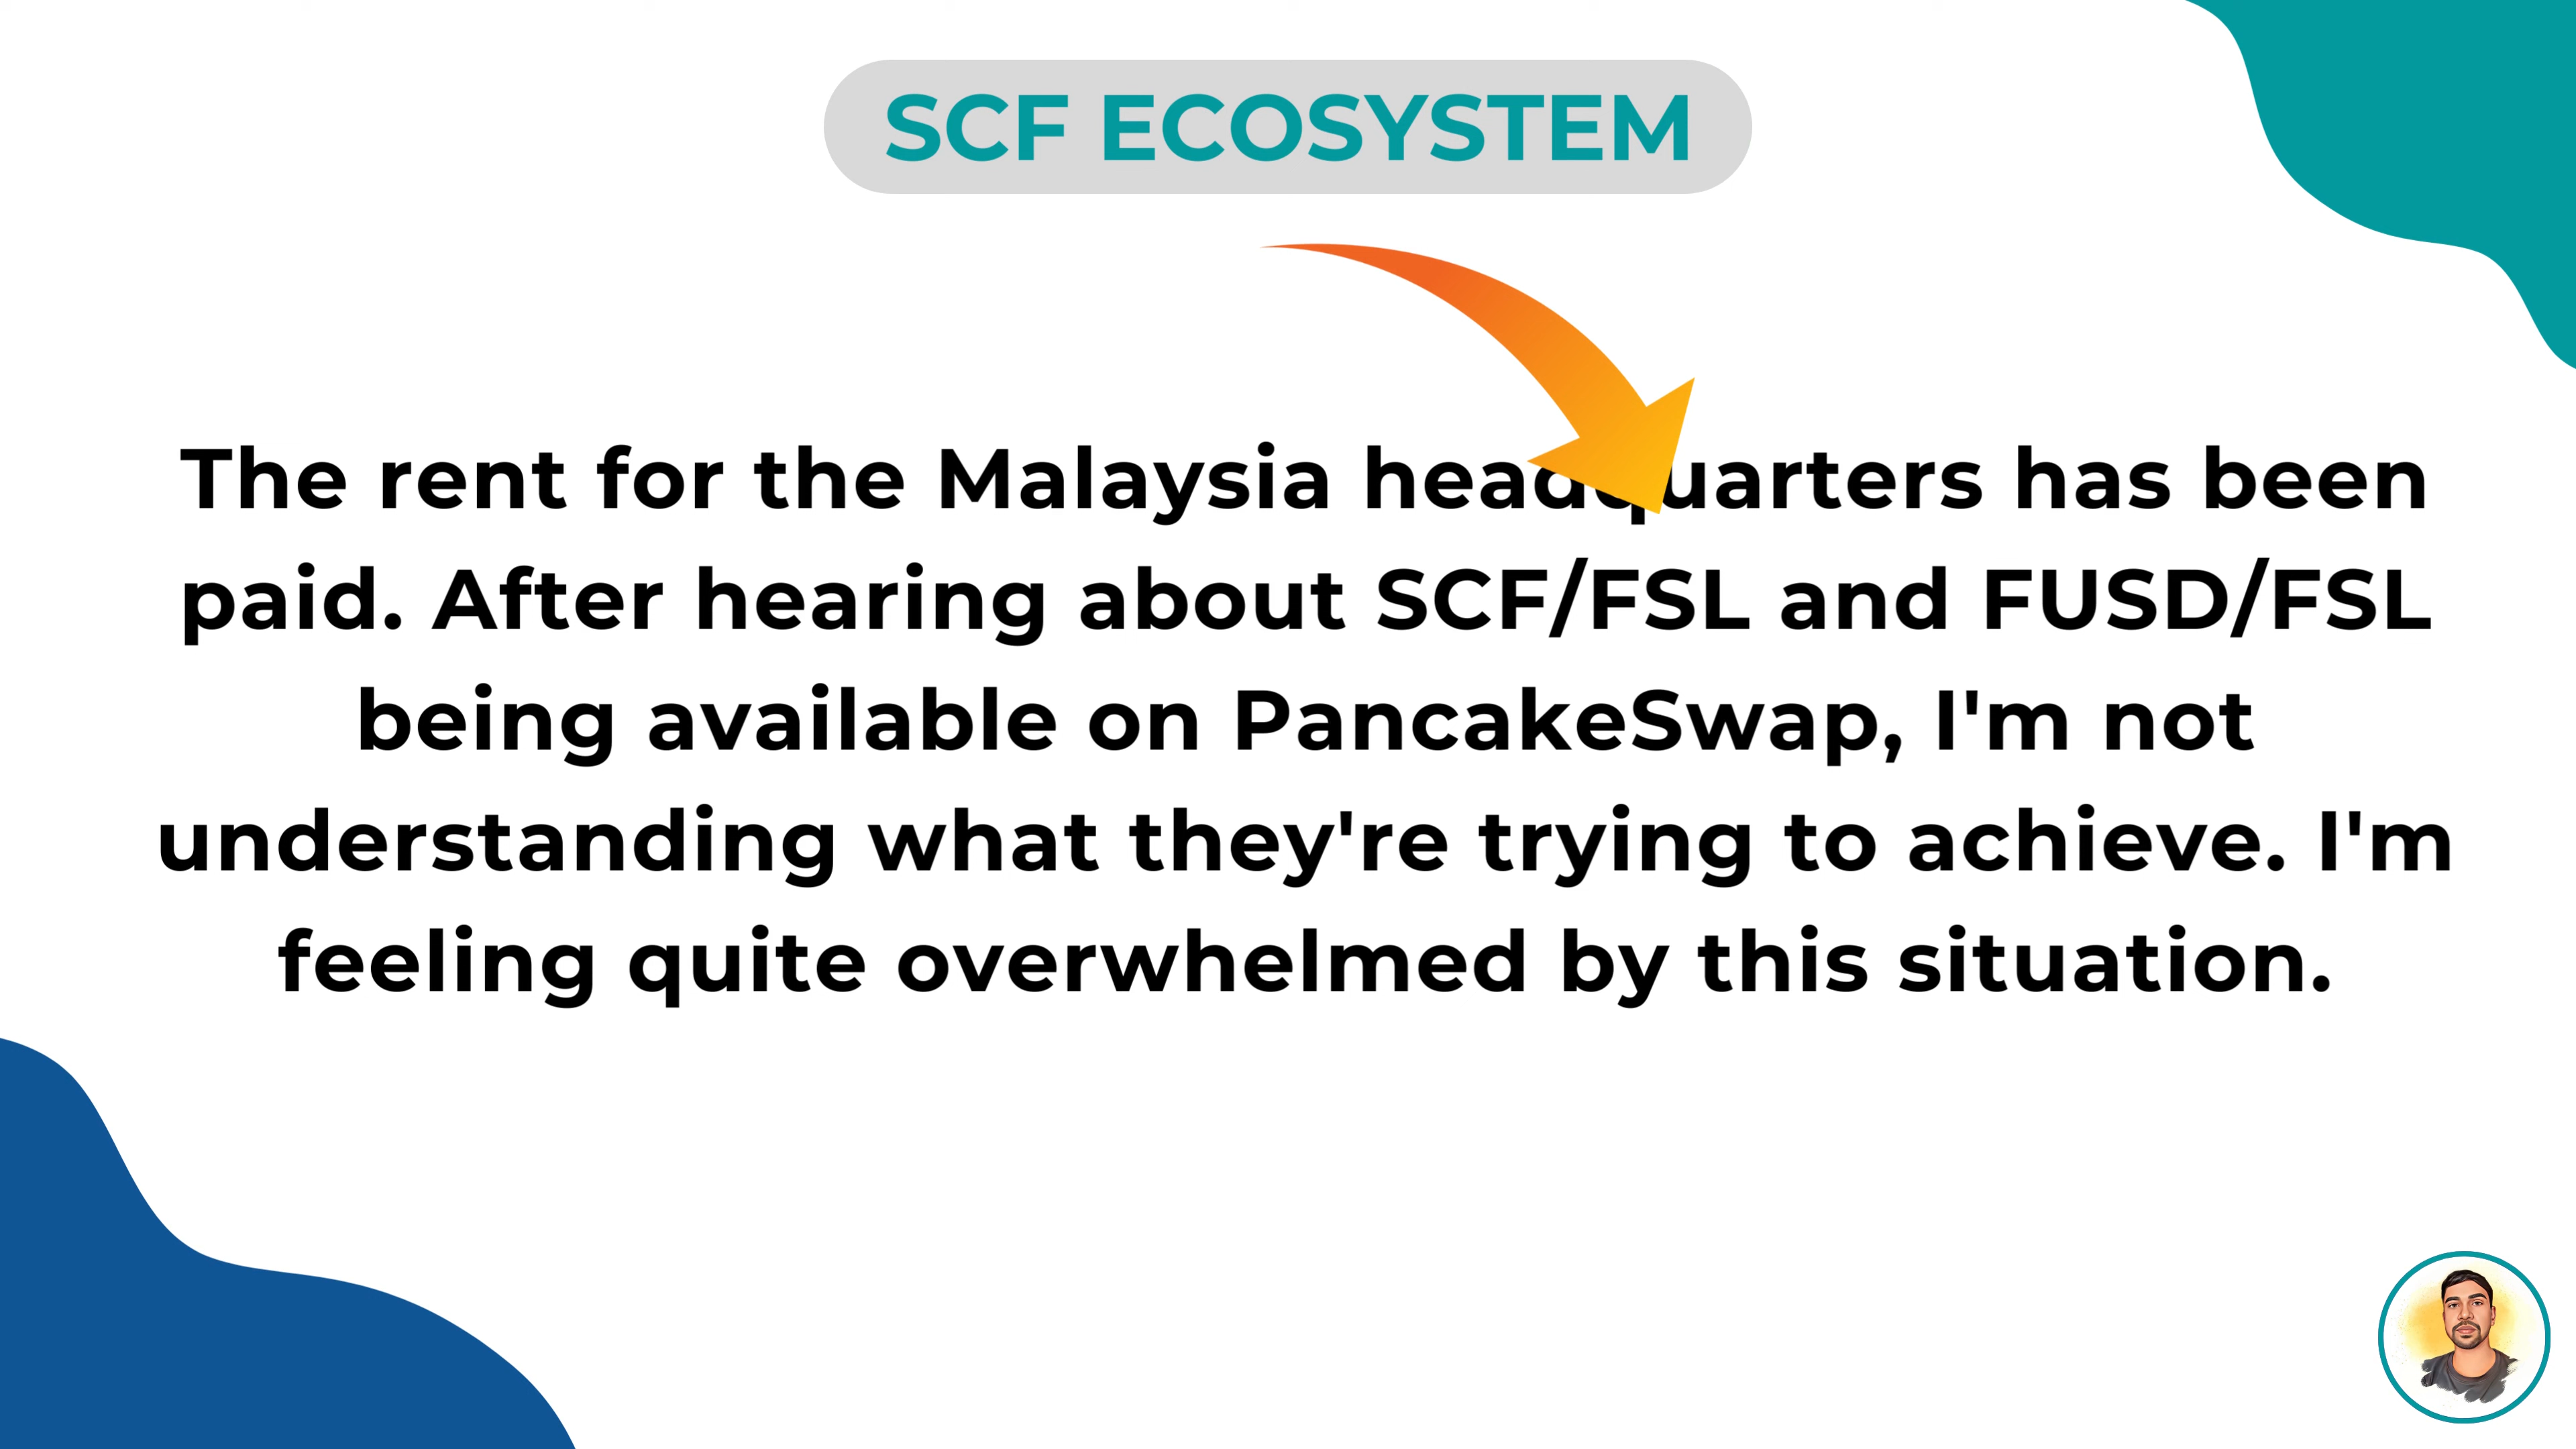 SCF ECOSYSTEM
The rent for the Malaysia headquarters has been
paid. After hearing about SCF/FSL and FUSD/FSL
being available on PancakeSwap, I'm not
understanding what they're trying to achieve. I'm
feeling quite overwhelmed by this situation.